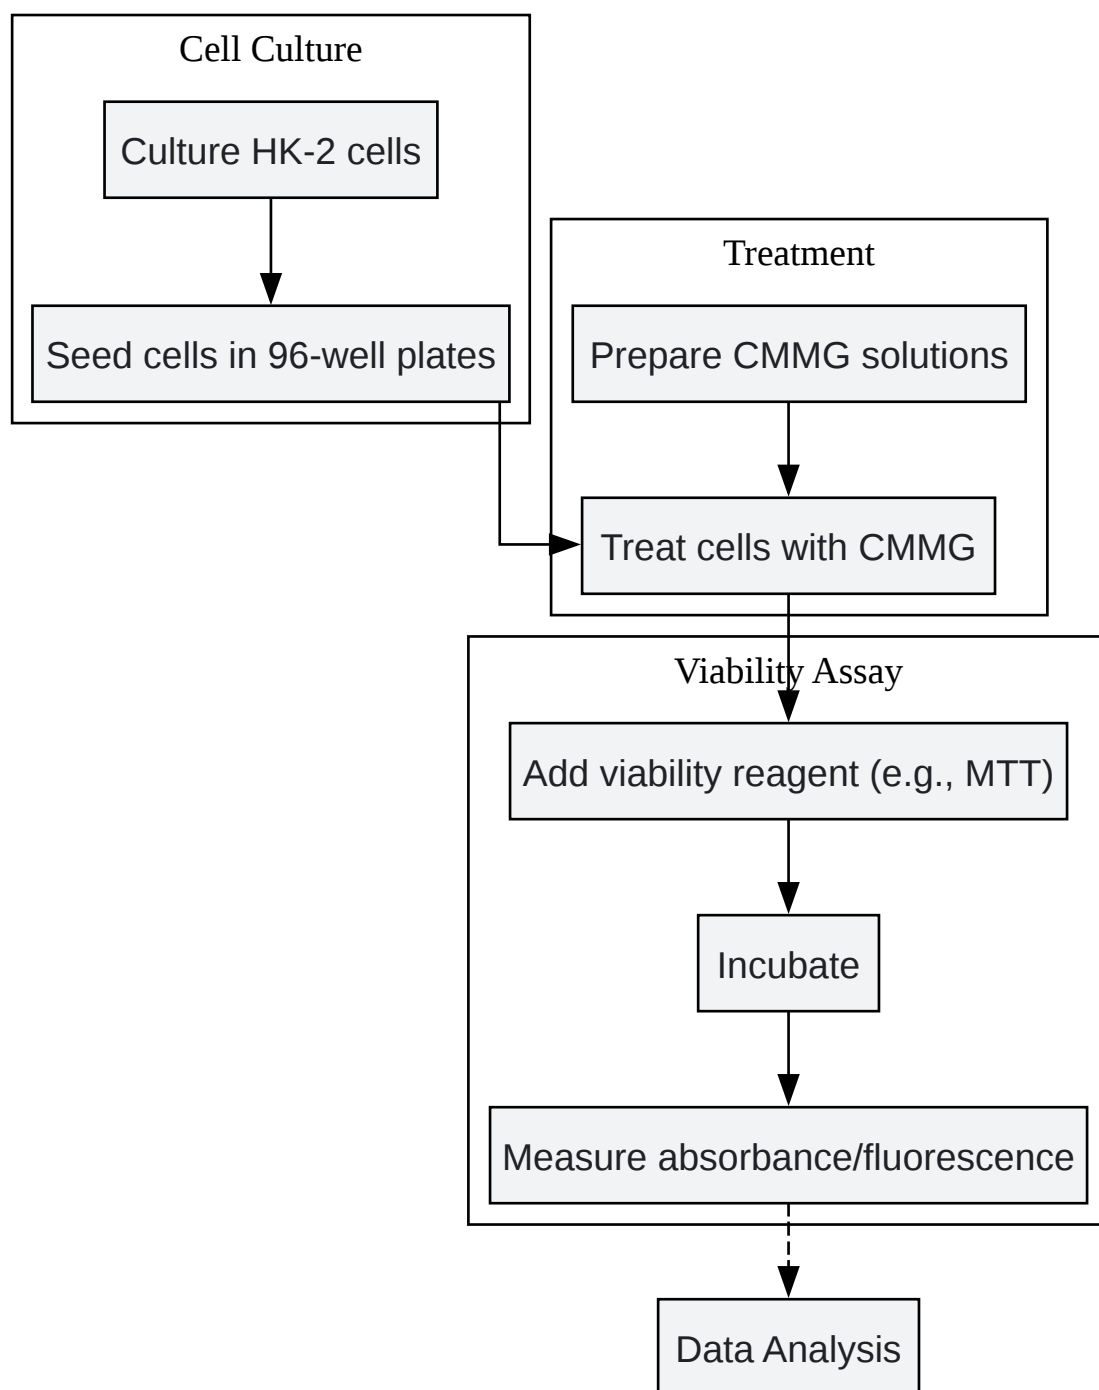 Cell Culture
Culture HK-2 cells
Seed cells in 96-well plates
Treatment
Prepare CMMG solutions
Treat cells with CMMG
Viability Assay
Add viability reagent (e.g., MTT)
Incubate
Measure absorbance/fluorescence
Data Analysis